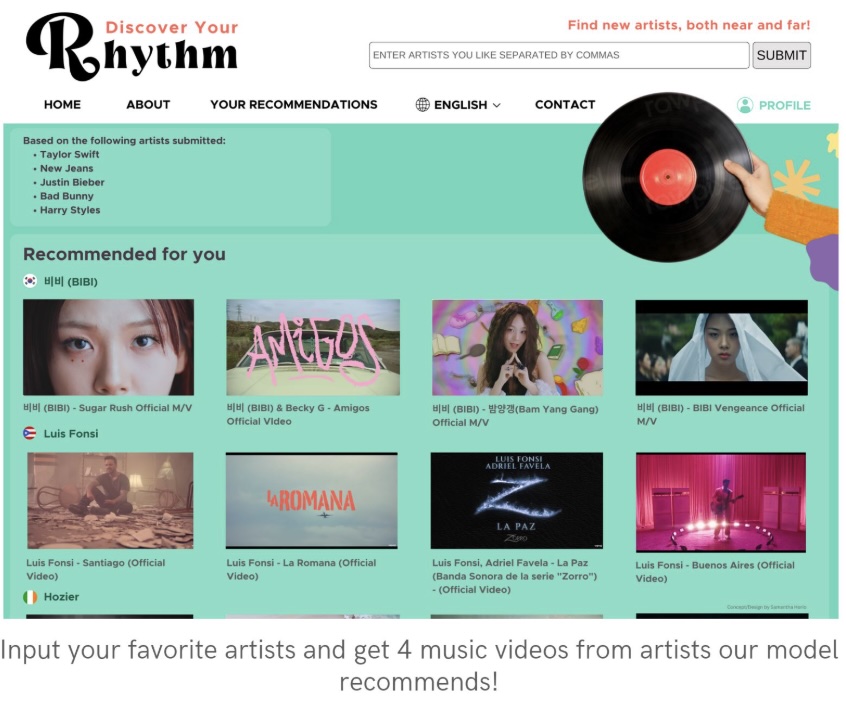 Discover Your
Rhythm
Find new artists, both near and far!
ENTER ARTISTS YOU LIKE SEPARATED BY COMMAS
SUBMIT
HOME
ABOUT
YOUR RECOMMENDATIONS
ENGLISH
CONTACT
PROFILE
Based on the following artists submitted:
• Taylor Swift
• New Jeans
• Justin Bieber
• Bad Bunny
• Harry Styles
Recommended for you
비비 (BIBI)
AMiGOS
비비 (BIBI) - Sugar Rush Official M/V
비비 (BIBI) & Becky G - Amigos
Official VIdeo
비비 (BIBI) - 밤양갱(Bam Yang Gang)
Official M/V
비비 (BIBI) - BIBI Vengeance Official
M/V
Luis Fonsi
LA ROMANA
LUIS FONSI
ADRIEL FAVELA
Z
LA PAZ
ZORRO
Luis Fonsi - Santiago (Official
Video)
Luis Fonsi - La Romana (Official
Video)
Luis Fonsi, Adriel Favela - La Paz
(Banda Sonora de la serie "Zorro")
- (Official Video)
Luis Fonsi - Buenos Aires (Official
Video)
Hozier
Input your favorite artists and get 4 music videos from artists our model
recommends!